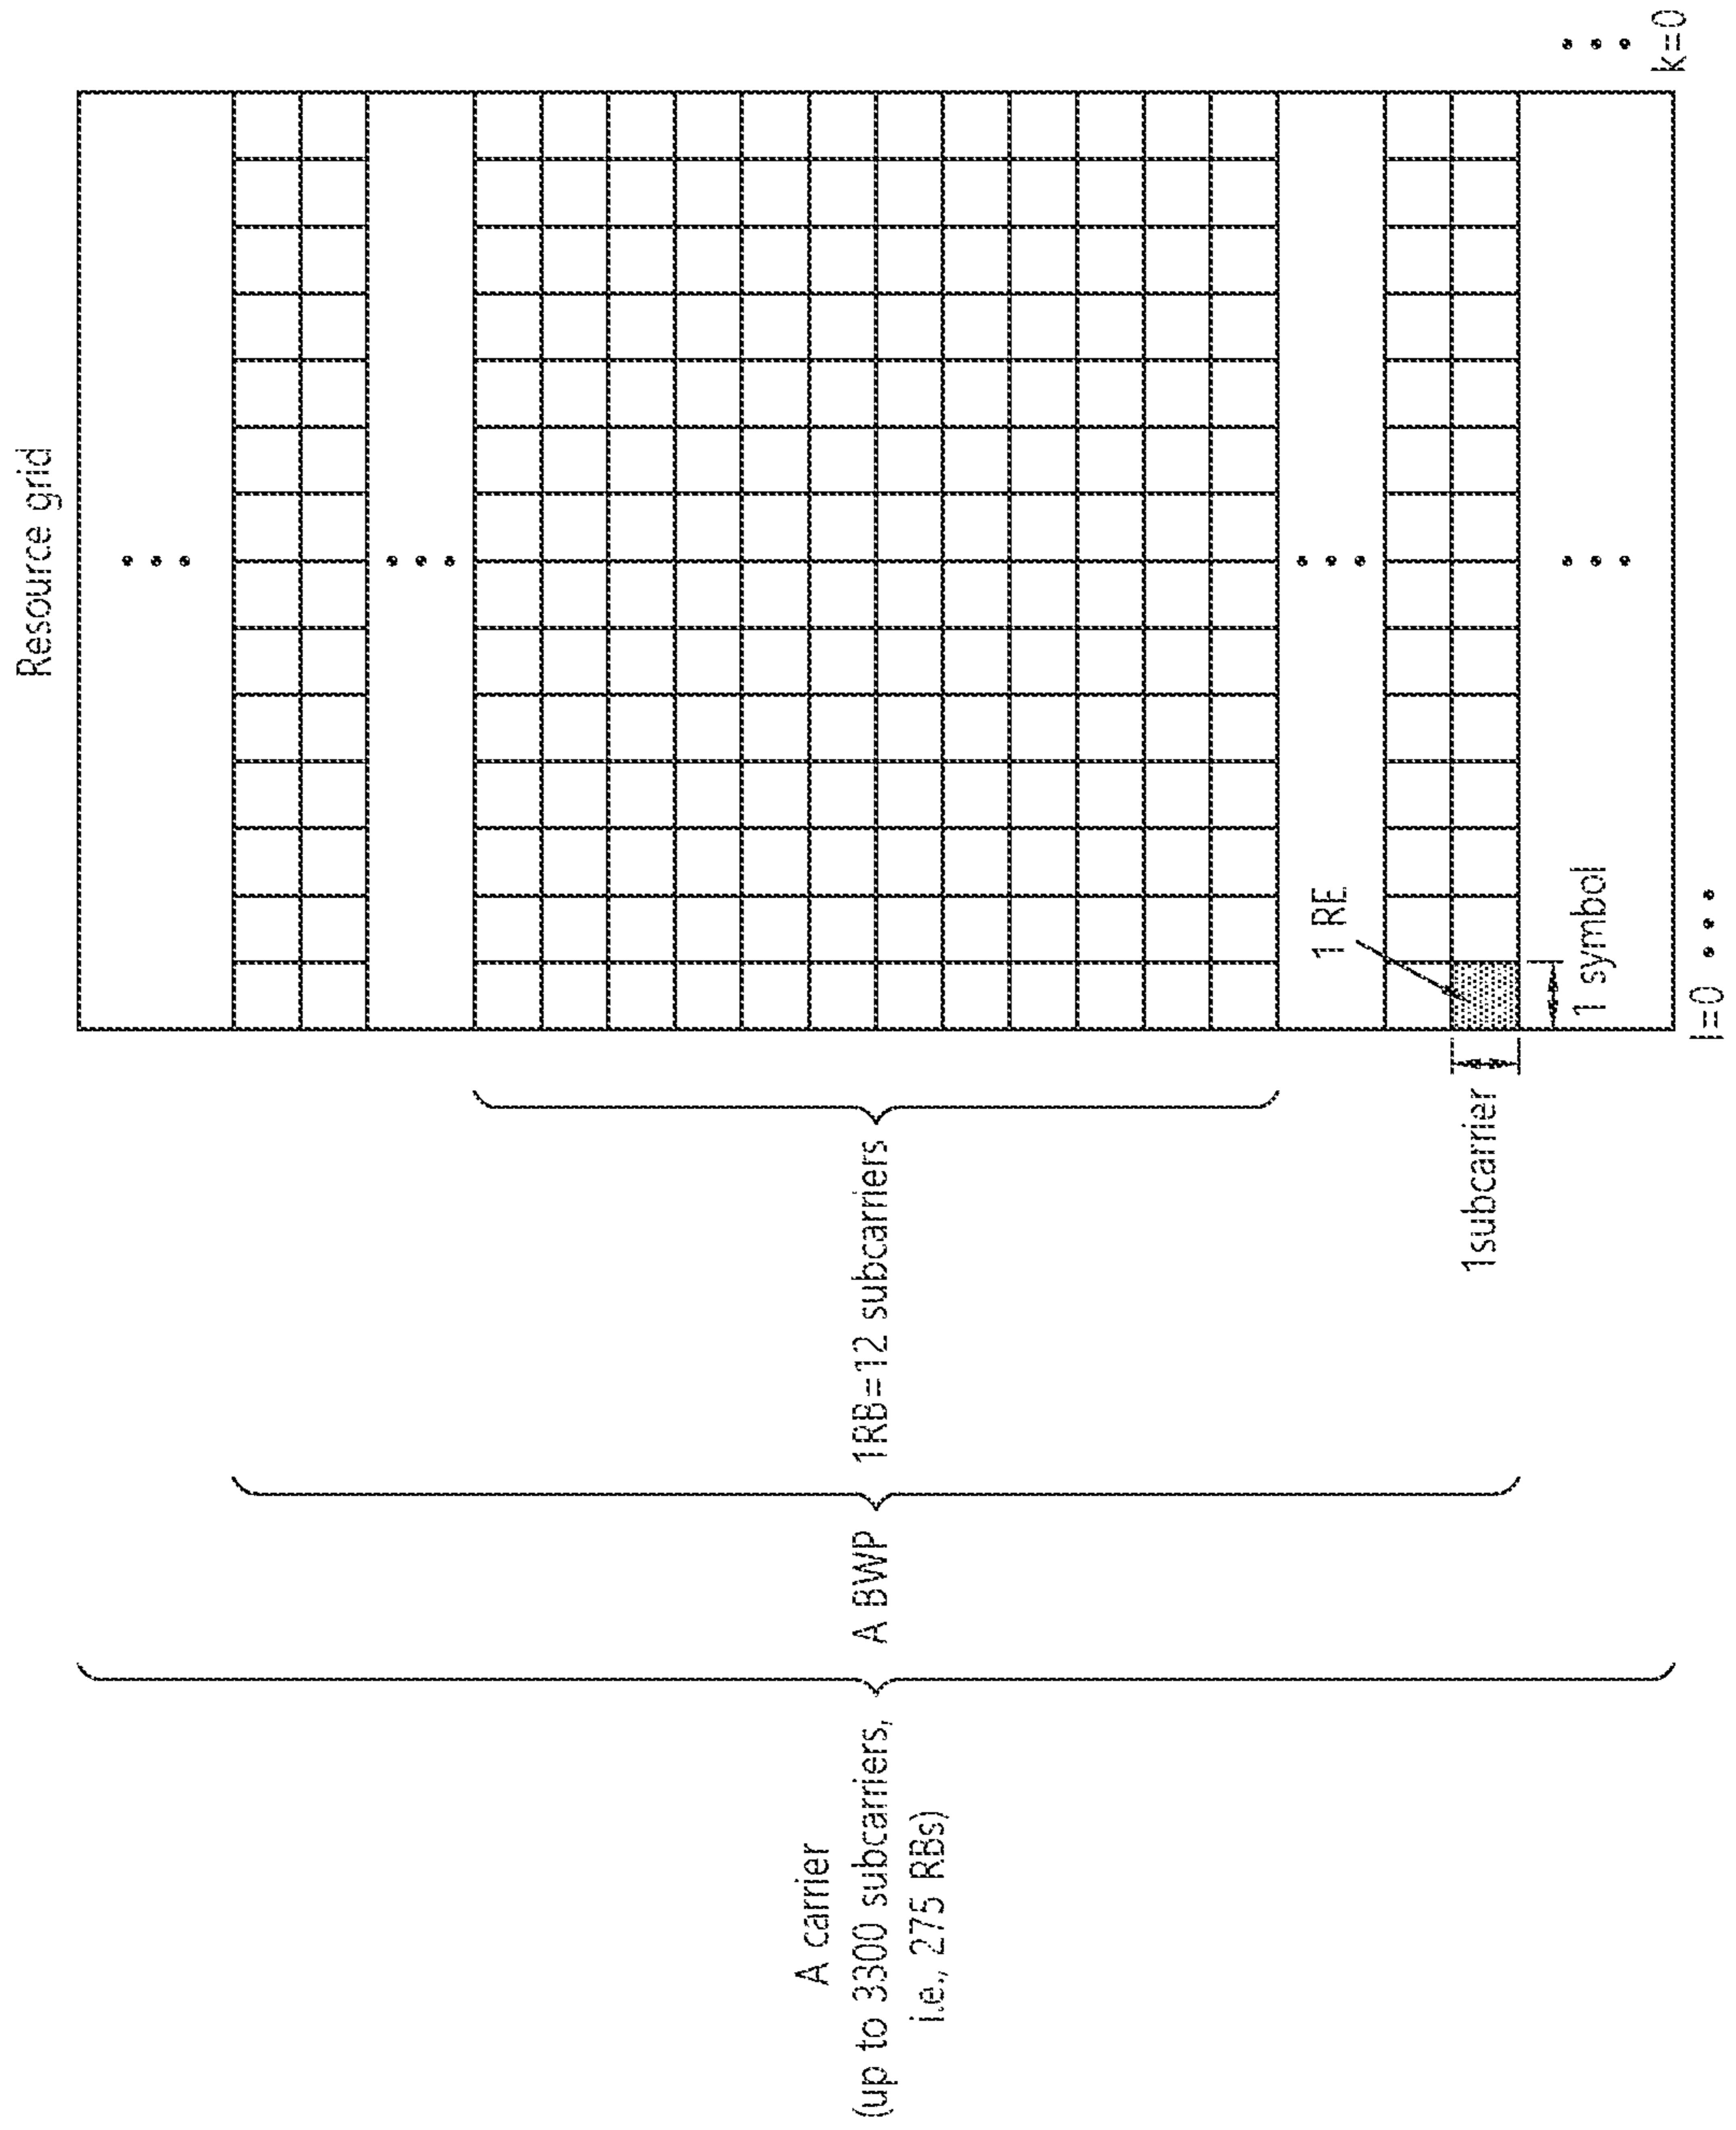 Resource grid
A carrier
(up to 3300 subcarriers,
i.e., 275 RBs)
A BWP
1RB=12 subcarriers
1subcarrier
1 RE
1 symbol
l=0
k=0